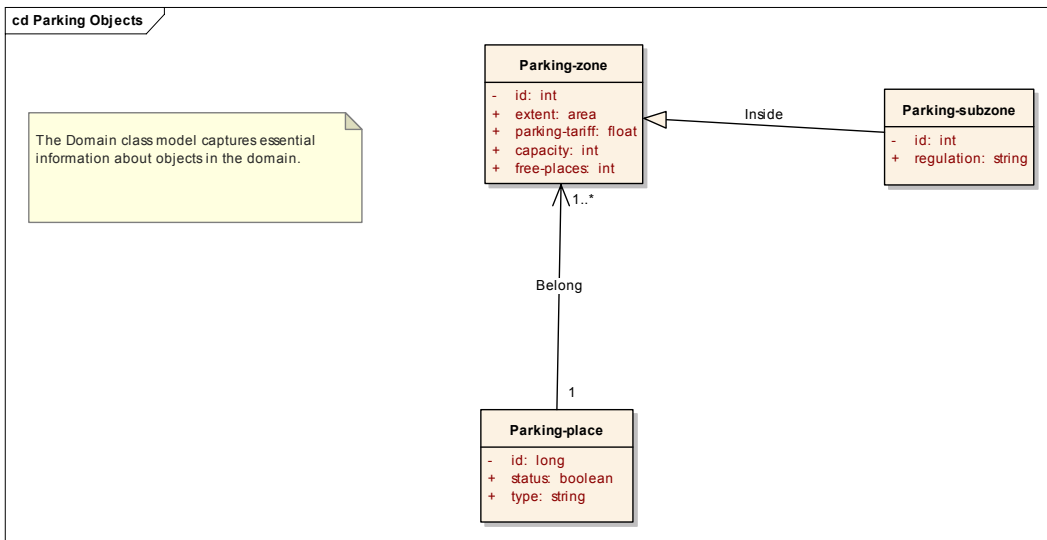 cd Parking Objects
The Domain class model captures essential
information about objects in the domain.
Parking-zone
- id: int
+ extent: area
+ parking-tariff: float
+ capacity: int
+ free-places: int
Inside
Parking-subzone
- id: int
+ regulation: string
1..*
Belong
1
Parking-place
- id: long
+ status: boolean
+ type: string